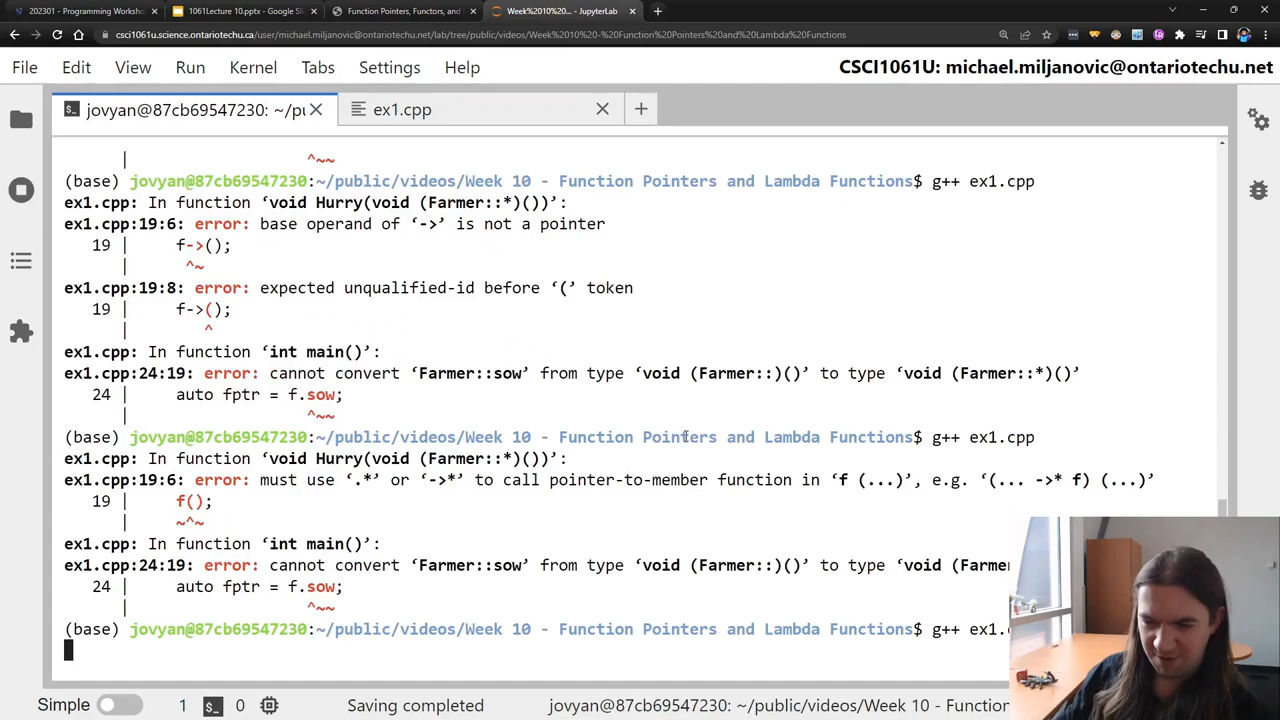 202301 - Programming Worksho
1061Lecture 10.pptx - Google Sli
Function Pointers, Functors, and
Week%2010%20... - JupyterLab
csci1061u.science.ontariotechu.ca/user/michael.miljanovic@ontariotechu.net/lab/tree/public/videos/Week%2010%20-%20Function%20Pointers%20and%20Lambda%20Functions
File Edit View Run Kernel Tabs Settings Help
CSCI1061U: michael.miljanovic@ontariotechu.net
jovyan@87cb69547230: ~/pu
ex1.cpp
| ^~~
(base) jovyan@87cb69547230:~/public/videos/Week 10 - Function Pointers and Lambda Functions$ g++ ex1.cpp
ex1.cpp: In function ‘void Hurry(void (Farmer::*)())’:
ex1.cpp:19:6: error: base operand of ‘->’ is not a pointer
19 | f->();
| ^~
ex1.cpp:19:8: error: expected unqualified-id before ‘(’ token
19 | f->();
| ^
ex1.cpp: In function ‘int main()’:
ex1.cpp:24:19: error: cannot convert ‘Farmer::sow’ from type ‘void (Farmer::)()’ to type ‘void (Farmer::*)()’
24 | auto fptr = f.sow;
| ^~~
(base) jovyan@87cb69547230:~/public/videos/Week 10 - Function Pointers and Lambda Functions$ g++ ex1.cpp
ex1.cpp: In function ‘void Hurry(void (Farmer::*)())’:
ex1.cpp:19:6: error: must use ‘.*’ or ‘->*’ to call pointer-to-member function in ‘f (...)’, e.g. ‘(... ->* f) (...)’
19 | f();
| ~^~
ex1.cpp: In function ‘int main()’:
ex1.cpp:24:19: error: cannot convert ‘Farmer::sow’ from type ‘void (Farmer::)()’ to type ‘void (Farm
24 | auto fptr = f.sow;
| ^~~
(base) jovyan@87cb69547230:~/public/videos/Week 10 - Function Pointers and Lambda Functions$ g++ ex1.
Simple 1 0 Saving completed jovyan@87cb69547230: ~/public/videos/Week 10 - Function